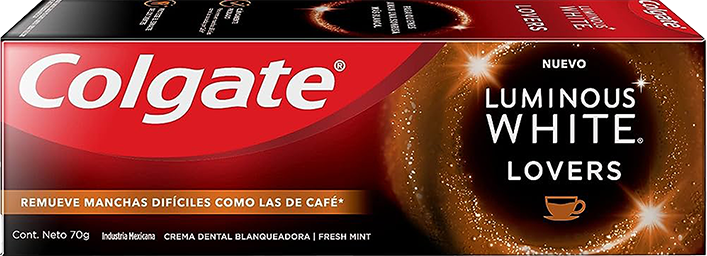 Colgate®
NUEVO
LUMINOUS
WHITE®
LOVERS
REMUEVE MANCHAS DIFÍCILES COMO LAS DE CAFÉ*
Cont. Neto 70g Industria Mexicana CREMA DENTAL BLANQUEADORA | FRESH MINT